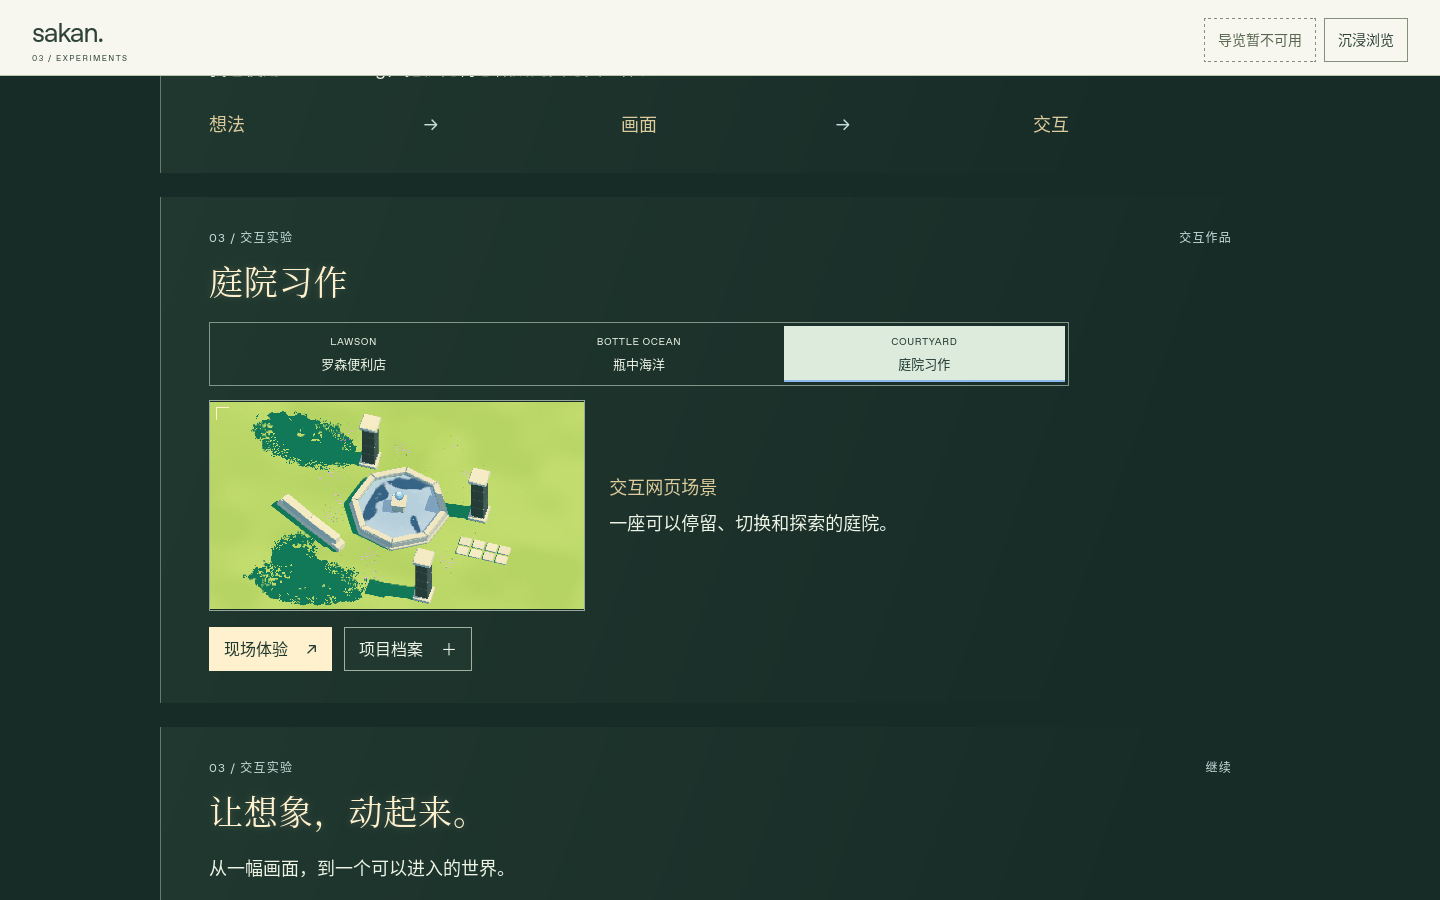 sakan.
03 / EXPERIMENTS
导览暂不可用
沉浸浏览
想法 → 画面 → 交互
03 / 交互实验
交互作品
庭院习作
LAWSON
罗森便利店
BOTTLE OCEAN
瓶中海洋
COURTYARD
庭院习作
交互网页场景
一座可以停留、切换和探索的庭院。
现场体验 ↗
项目档案 +
03 / 交互实验
继续
让想象，动起来。
从一幅画面，到一个可以进入的世界。